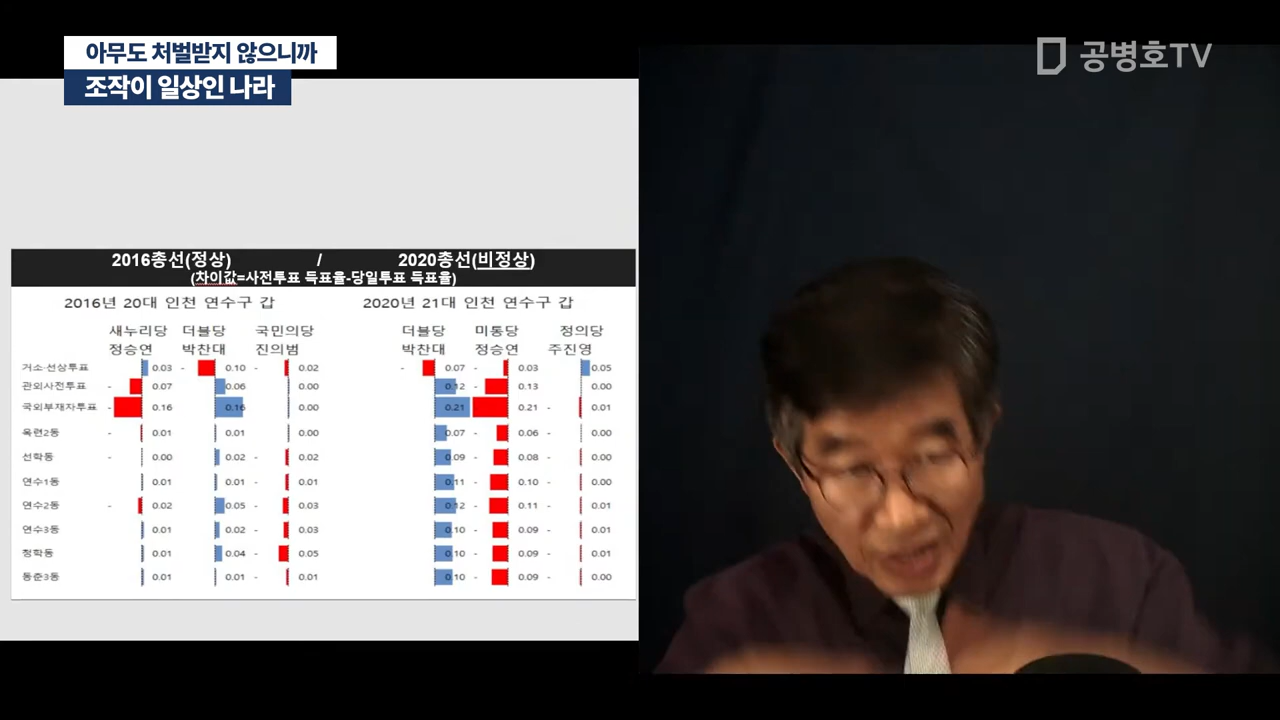 아무도 처벌받지 않으니까
조작이 일상인 나라
공병호TV
2016총선(정상) / 2020총선(비정상)
(차이값=사전투표 득표율-당일투표 득표율)
2016년 20대 인천 연수구 갑 2020년 21대 인천 연수구 갑
새누리당 더블당 국민의당 더블당 미통당 정의당
정승연 박찬대 진의범 박찬대 정승연 주진영
거소·선상투표 0.03 - 0.10 - 0.02 - 0.07 - 0.03 0.05
관외사전투표 - 0.07 0.06 0.00 0.12 - 0.13 0.00
국외부재자투표 - 0.16 0.16 0.00 0.21 - 0.21 - 0.01
옥련2동 - 0.01 0.01 0.00 0.07 - 0.06 - 0.00
선학동 - 0.00 0.02 - 0.02 0.09 - 0.08 - 0.00
연수1동 0.01 0.01 - 0.01 0.11 - 0.10 - 0.00
연수2동 - 0.02 0.05 - 0.03 0.12 - 0.11 - 0.01
연수3동 0.01 0.02 - 0.03 0.10 - 0.09 - 0.01
청학동 0.01 0.04 - 0.05 0.10 - 0.09 - 0.01
동춘3동 0.01 0.01 - 0.01 0.10 - 0.09 - 0.00